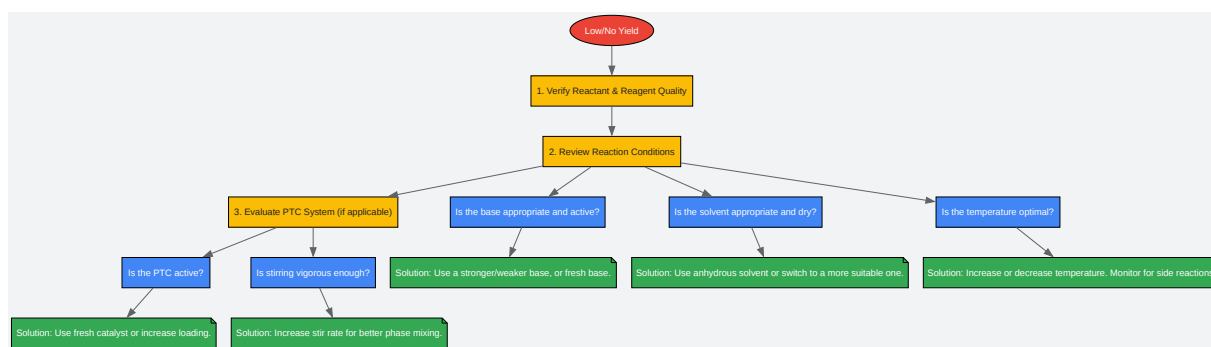 Low/No Yield
1. Verify Reactant & Reagent Quality
2. Review Reaction Conditions
3. Evaluate PTC System (if applicable)
Is the base appropriate and active?
Is the solvent appropriate and dry?
Is the temperature optimal?
Is the PTC active?
Is stirring vigorous enough?
Solution: Use a stronger/weaker base, or fresh base.
Solution: Use anhydrous solvent or switch to a more suitable one.
Solution: Increase or decrease temperature. Monitor for side reactions
Solution: Use fresh catalyst or increase loading.
Solution: Increase stir rate for better phase mixing.